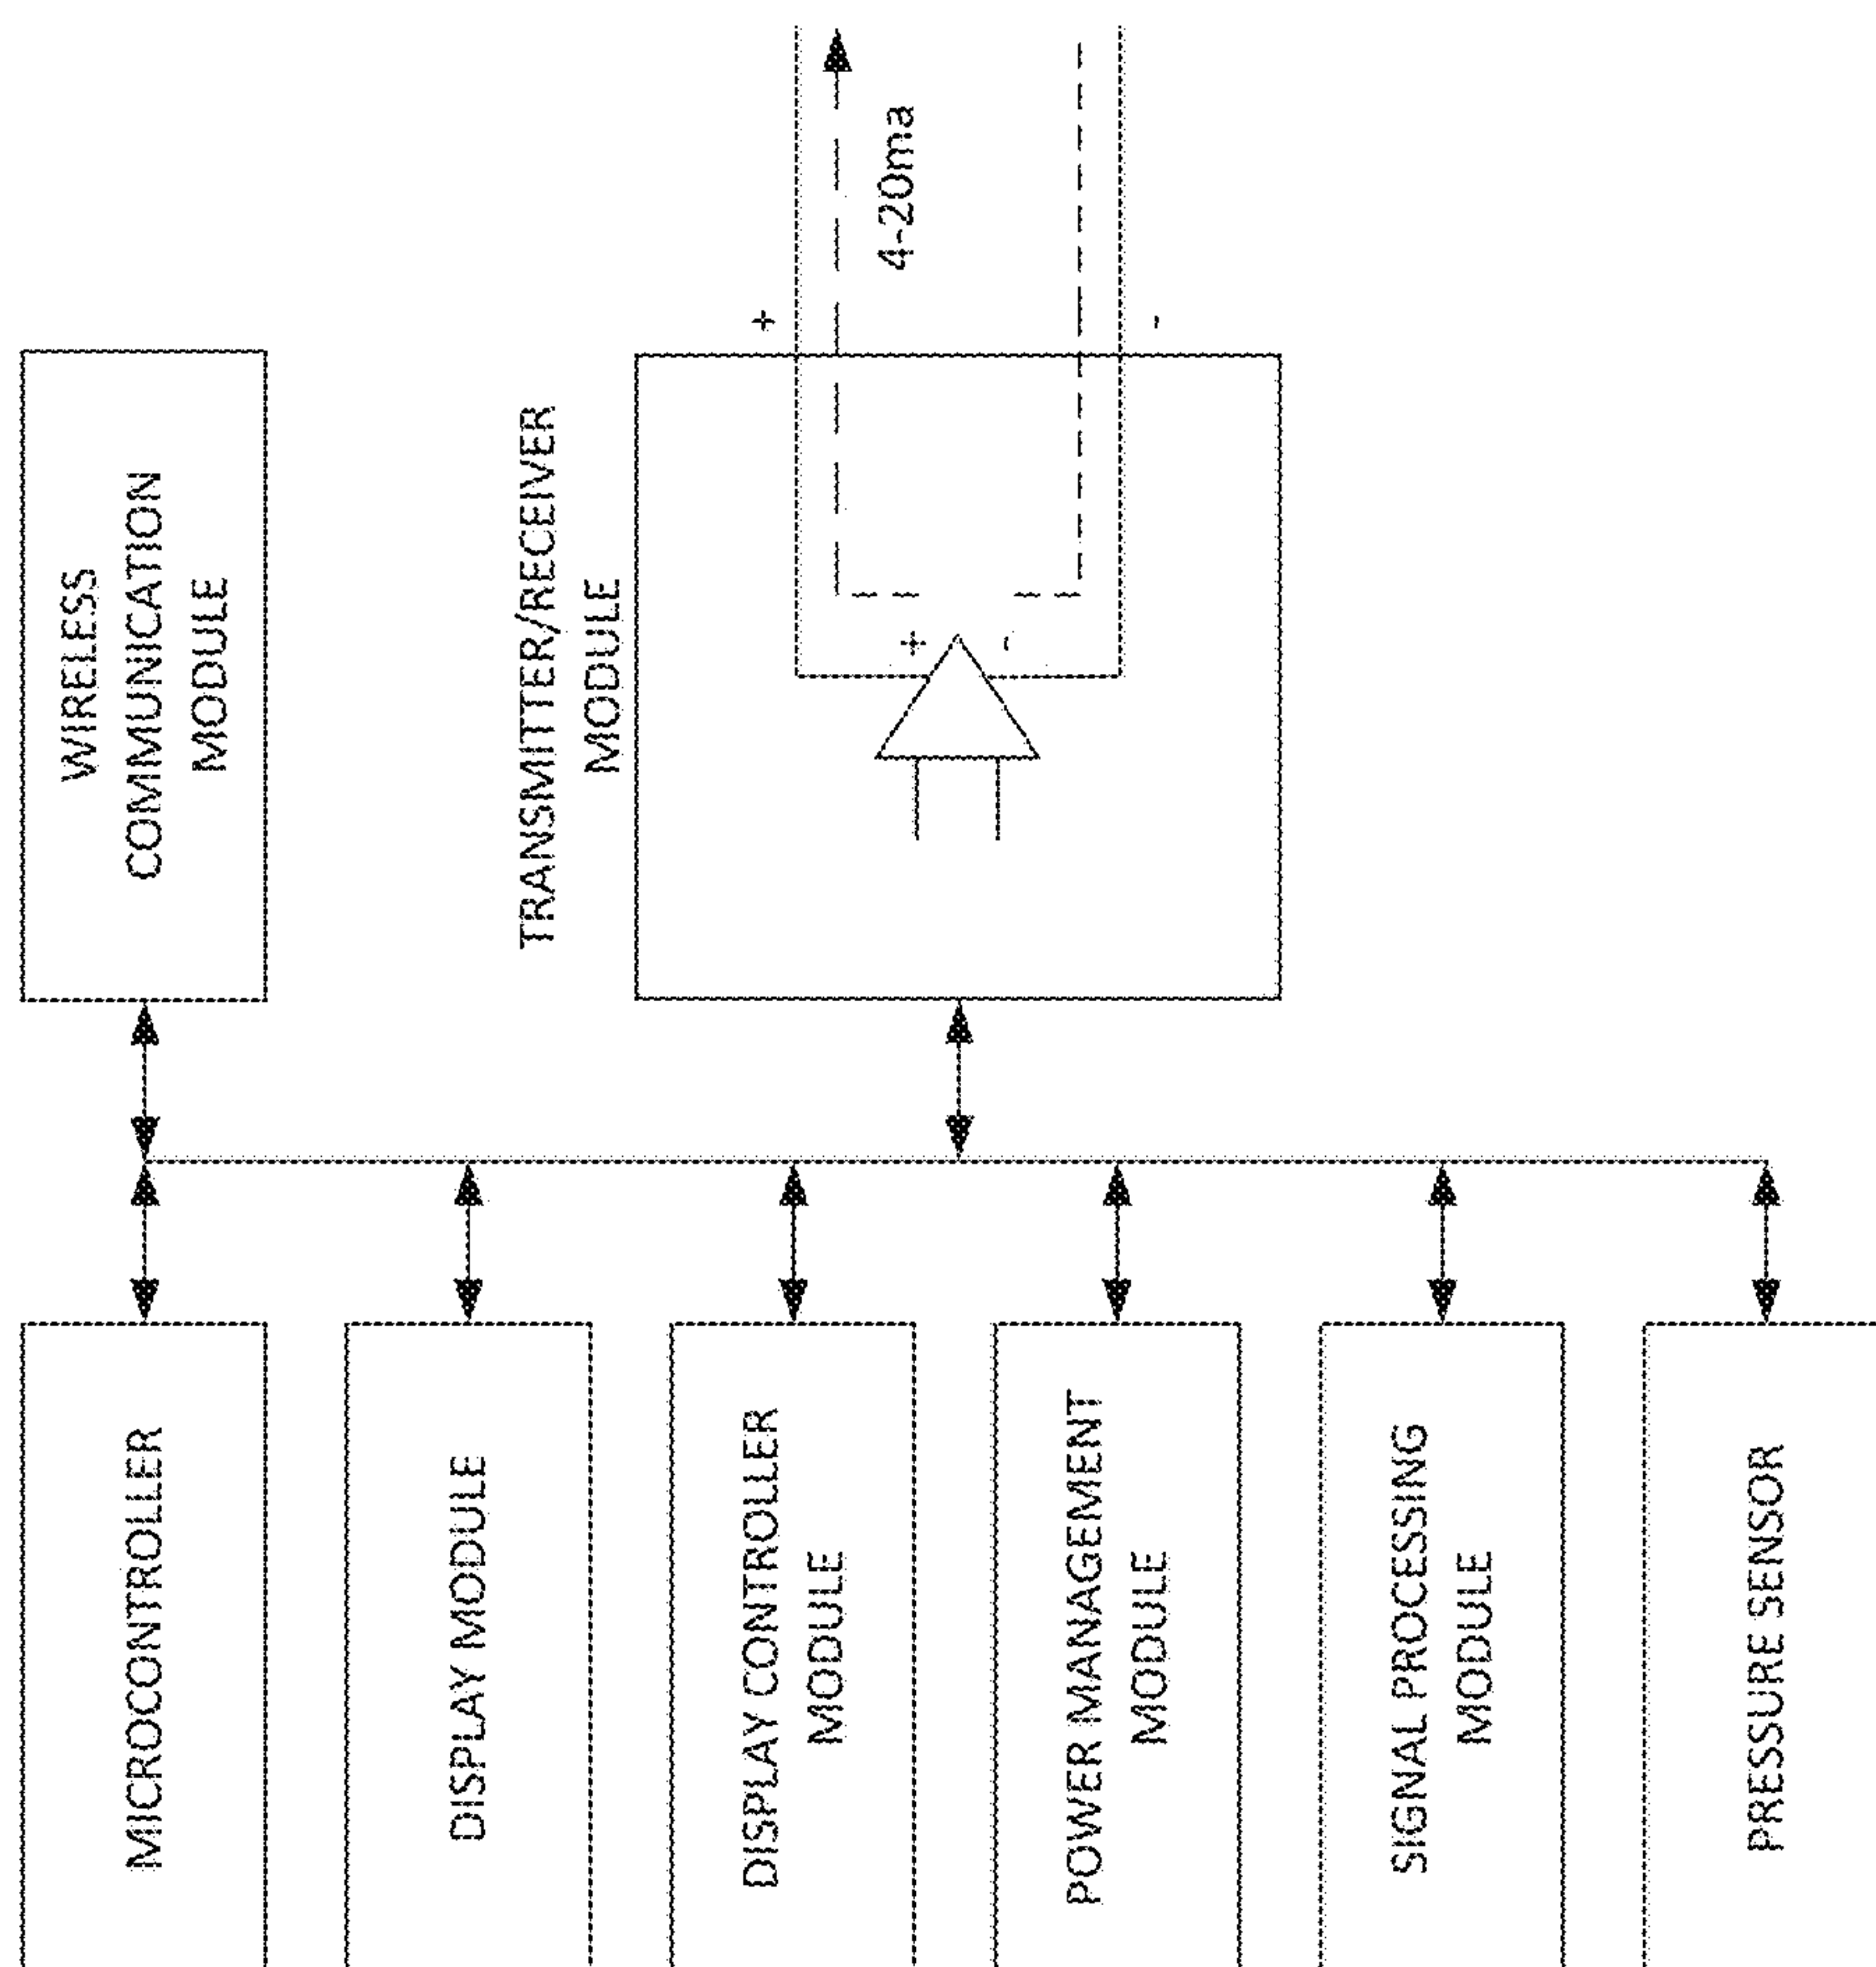 MICROCONTROLLER
DISPLAY MODULE
DISPLAY CONTROLLER
MODULE
POWER MANAGEMENT
MODULE
SIGNAL PROCESSING
MODULE
PRESSURE SENSOR
WIRELESS
COMMUNICATION
MODULE
TRANSMITTER/RECEIVER
MODULE
+
-
+
-
4-20ma